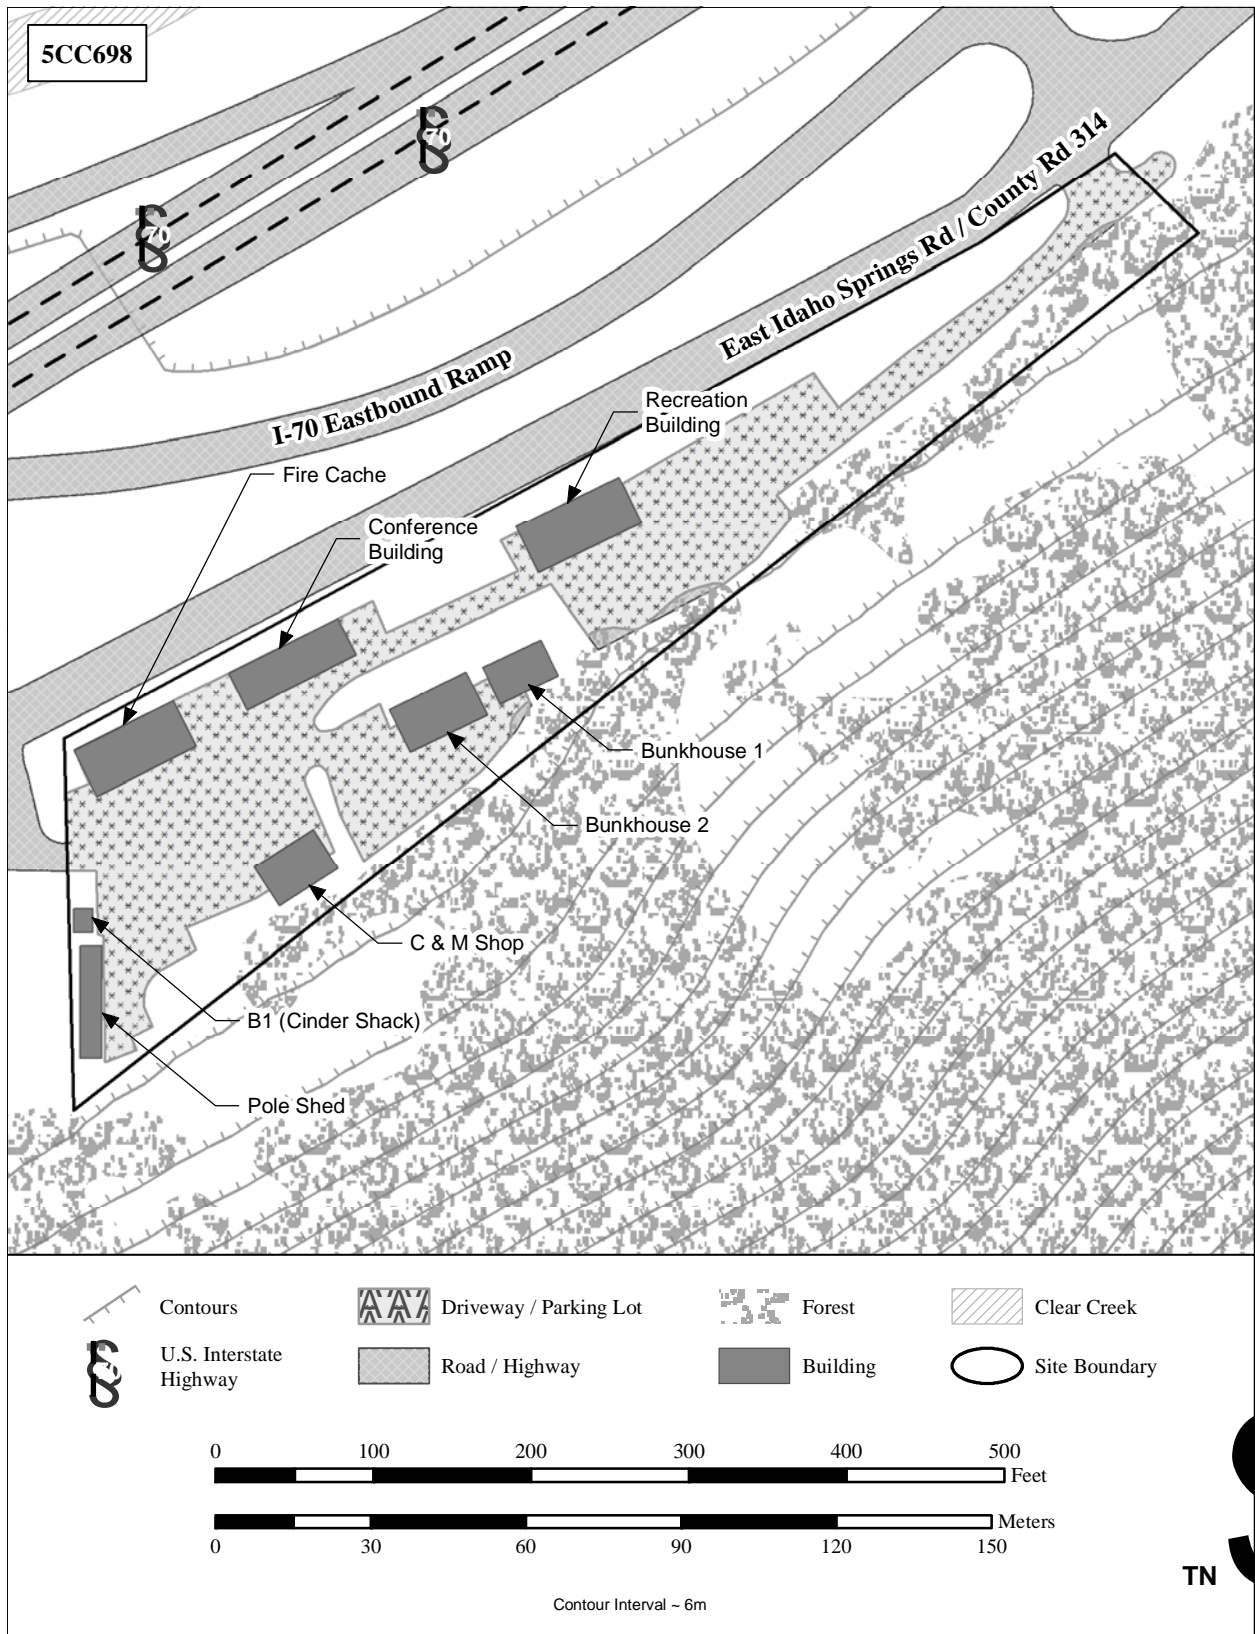 5CC698
70
70
East Idaho Springs Rd / County Rd 314
I-70 Eastbound Ramp
Recreation
Building
Fire Cache
Conference
Building
Bunkhouse 1
Bunkhouse 2
C & M Shop
B1 (Cinder Shack)
Pole Shed
Contours
Driveway / Parking Lot
Forest
Clear Creek
U.S. Interstate
Highway
Road / Highway
Building
Site Boundary
0 100 200 300 400 500
Feet
Meters
0 30 60 90 120 150
TN
Contour Interval ~ 6m